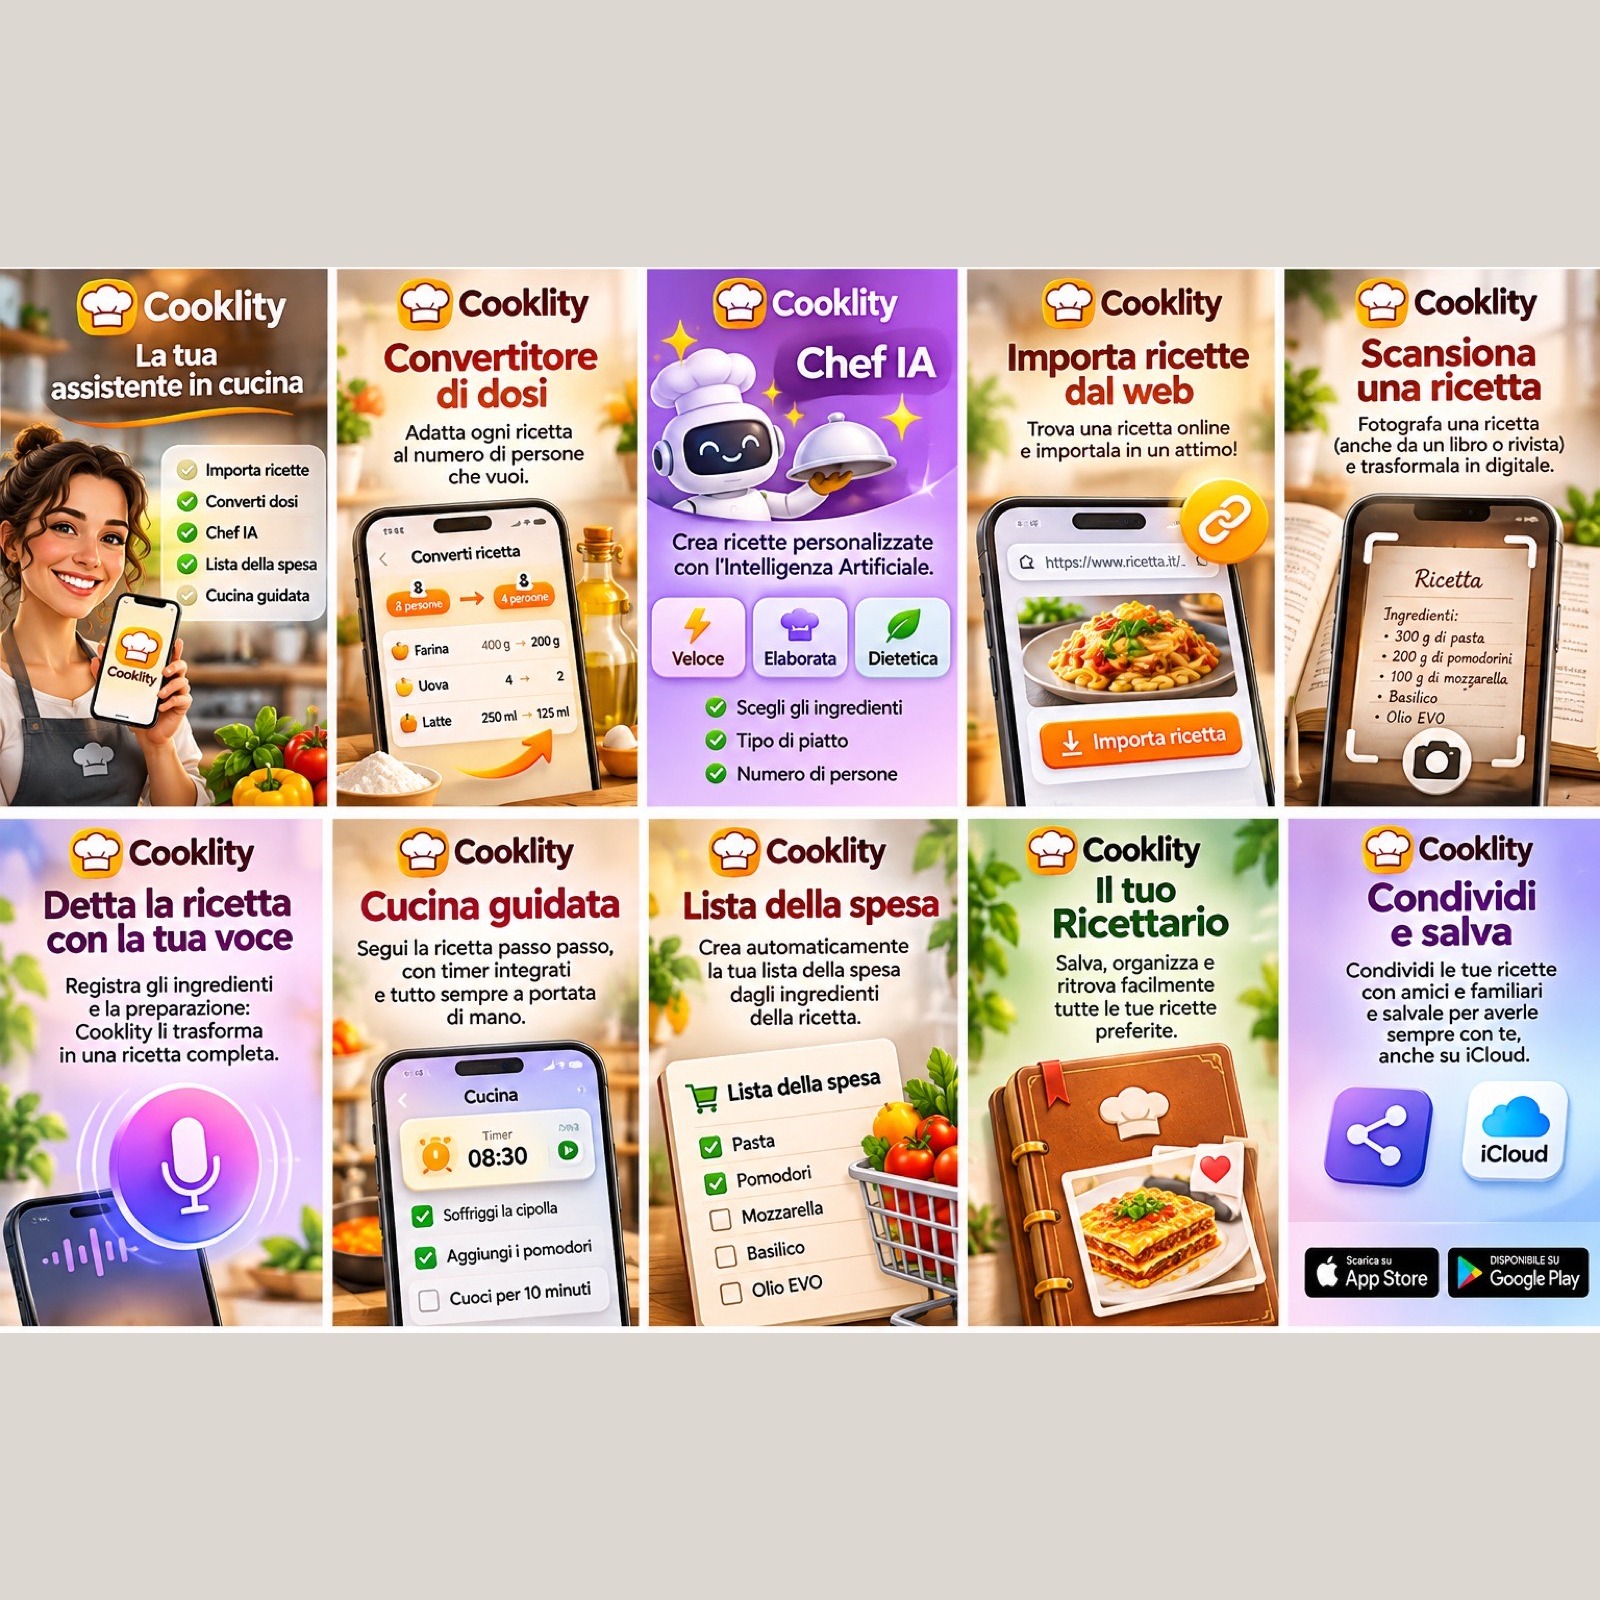 Cooklity
La tua
assistente in cucina
Importa ricette
Converti dosi
Chef IA
Lista della spesa
Cucina guidata
Cooklity
Cooklity
Convertitore
di dosi
Adatta ogni ricetta
al numero di persone
che vuoi.
Converti ricetta
8
8
Farina 400 g → 200 g
Uova 4 → 2
Latte 250 ml → 125 ml
Cooklity
Chef IA
Crea ricette personalizzate
con l'Intelligenza Artificiale.
Veloce
Elaborata
Dietetica
Scegli gli ingredienti
Tipo di piatto
Numero di persone
Cooklity
Importa ricette
dal web
Trova una ricetta online
e importala in un attimo!
https://www.ricetta.it/..
Importa ricetta
Cooklity
Scansiona
una ricetta
Fotografa una ricetta
(anche da un libro o rivista)
e trasformala in digitale.
Ricetta
Ingredienti:
• 300 g di pasta
• 200 g di pomodorini
• 100 g di mozzarella
• Basilico
• Olio EVO
Cooklity
Detta la ricetta
con la tua voce
Registra gli ingredienti
e la preparazione:
Cooklity li trasforma
in una ricetta completa.
Cooklity
Cucina guidata
Segui la ricetta passo passo,
con timer integrati
e tutto sempre a portata
di mano.
Cucina
Timer
08:30
Soffriggi la cipolla
Aggiungi i pomodori
Cuoci per 10 minuti
Cooklity
Lista della spesa
Crea automaticamente
la tua lista della spesa
dagli ingredienti
della ricetta.
Lista della spesa
Pasta
Pomodori
Mozzarella
Basilico
Olio EVO
Cooklity
Il tuo
Ricettario
Salva, organizza e
ritrova facilmente
tutte le tue ricette
preferite.
Cooklity
Condividi
e salva
Condividi le tue ricette
con amici e familiari
e salvale per averle
sempre con te,
anche su iCloud.
iCloud
Scarica su
App Store
DISPONIBILE SU
Google Play